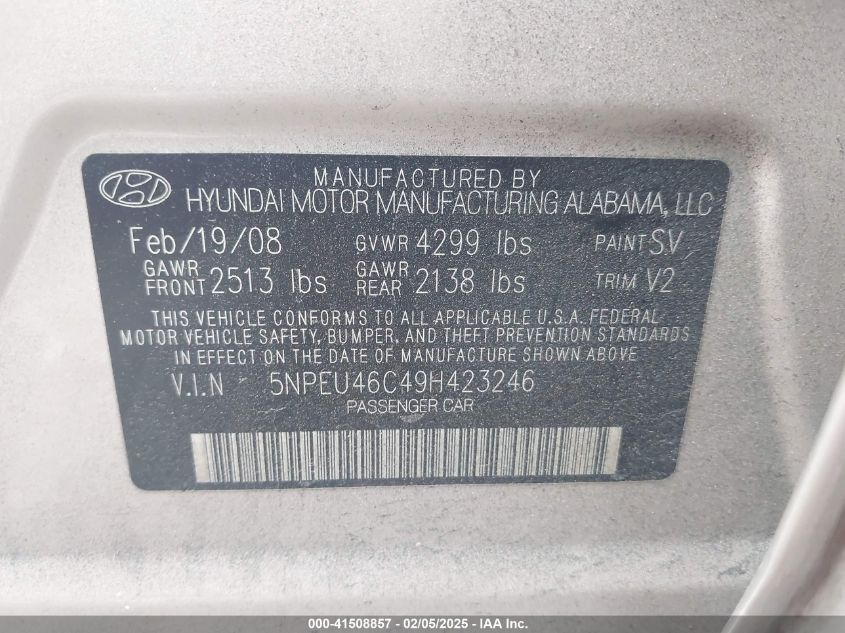 MANUFACTURED BY
HYUNDAI MOTOR MANUFACTURING ALABAMA, LLC
Feb/19/08 GVWR 4299 lbs PAINT SV
GAWR FRONT 2513 lbs GAWR REAR 2138 lbs TRIM V2
THIS VEHICLE CONFORMS TO ALL APPLICABLE U.S.A. FEDERAL
MOTOR VEHICLE SAFETY, BUMPER, AND THEFT PREVENTION STANDARDS
IN EFFECT ON THE DATE OF MANUFACTURE SHOWN ABOVE
V.I.N 5NPEU46C49H423246
PASSENGER CAR
000-41508857 - 02/05/2025 - IAA